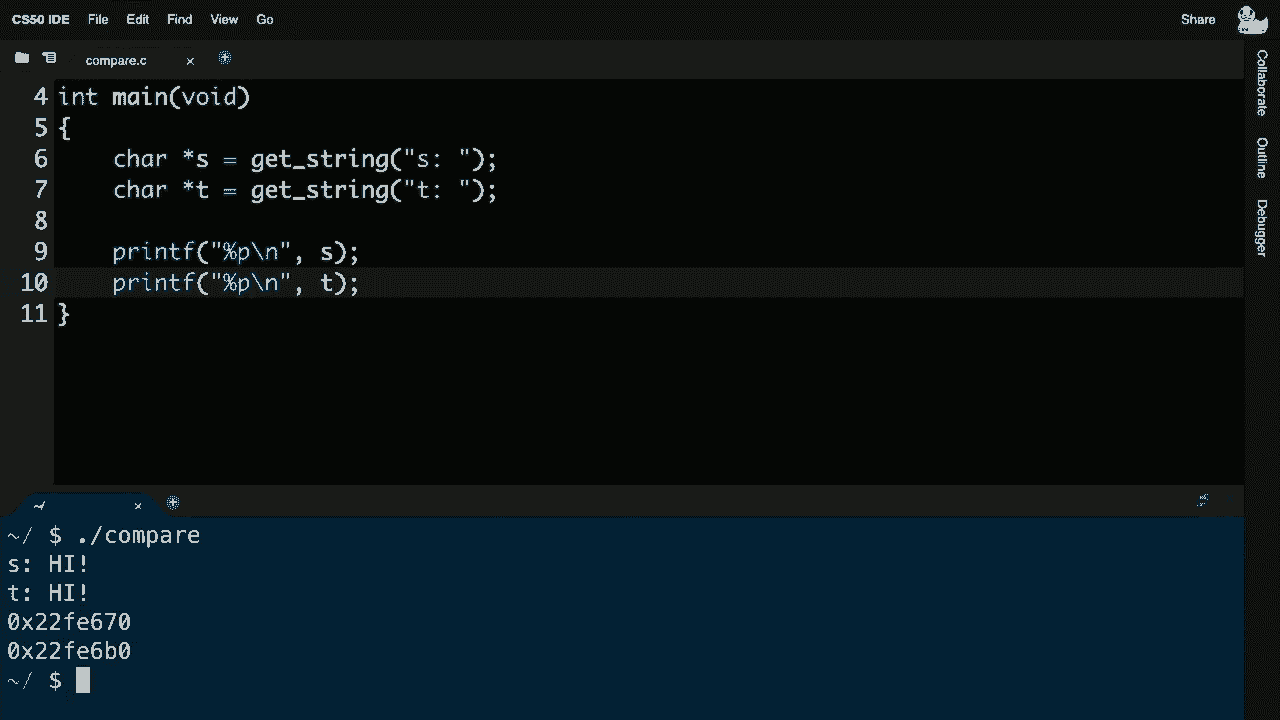 CS50 IDE File Edit Find View Go Share
compare.c
4 int main(void)
5 {
6     char *s = get_string("s: ");
7     char *t = get_string("t: ");
8
9     printf("%p\n", s);
10     printf("%p\n", t);
11 }
Collaborate
Outline
Debugger
~/ $ ./compare
s: HI!
t: HI!
0x22fe670
0x22fe6b0
~/ $